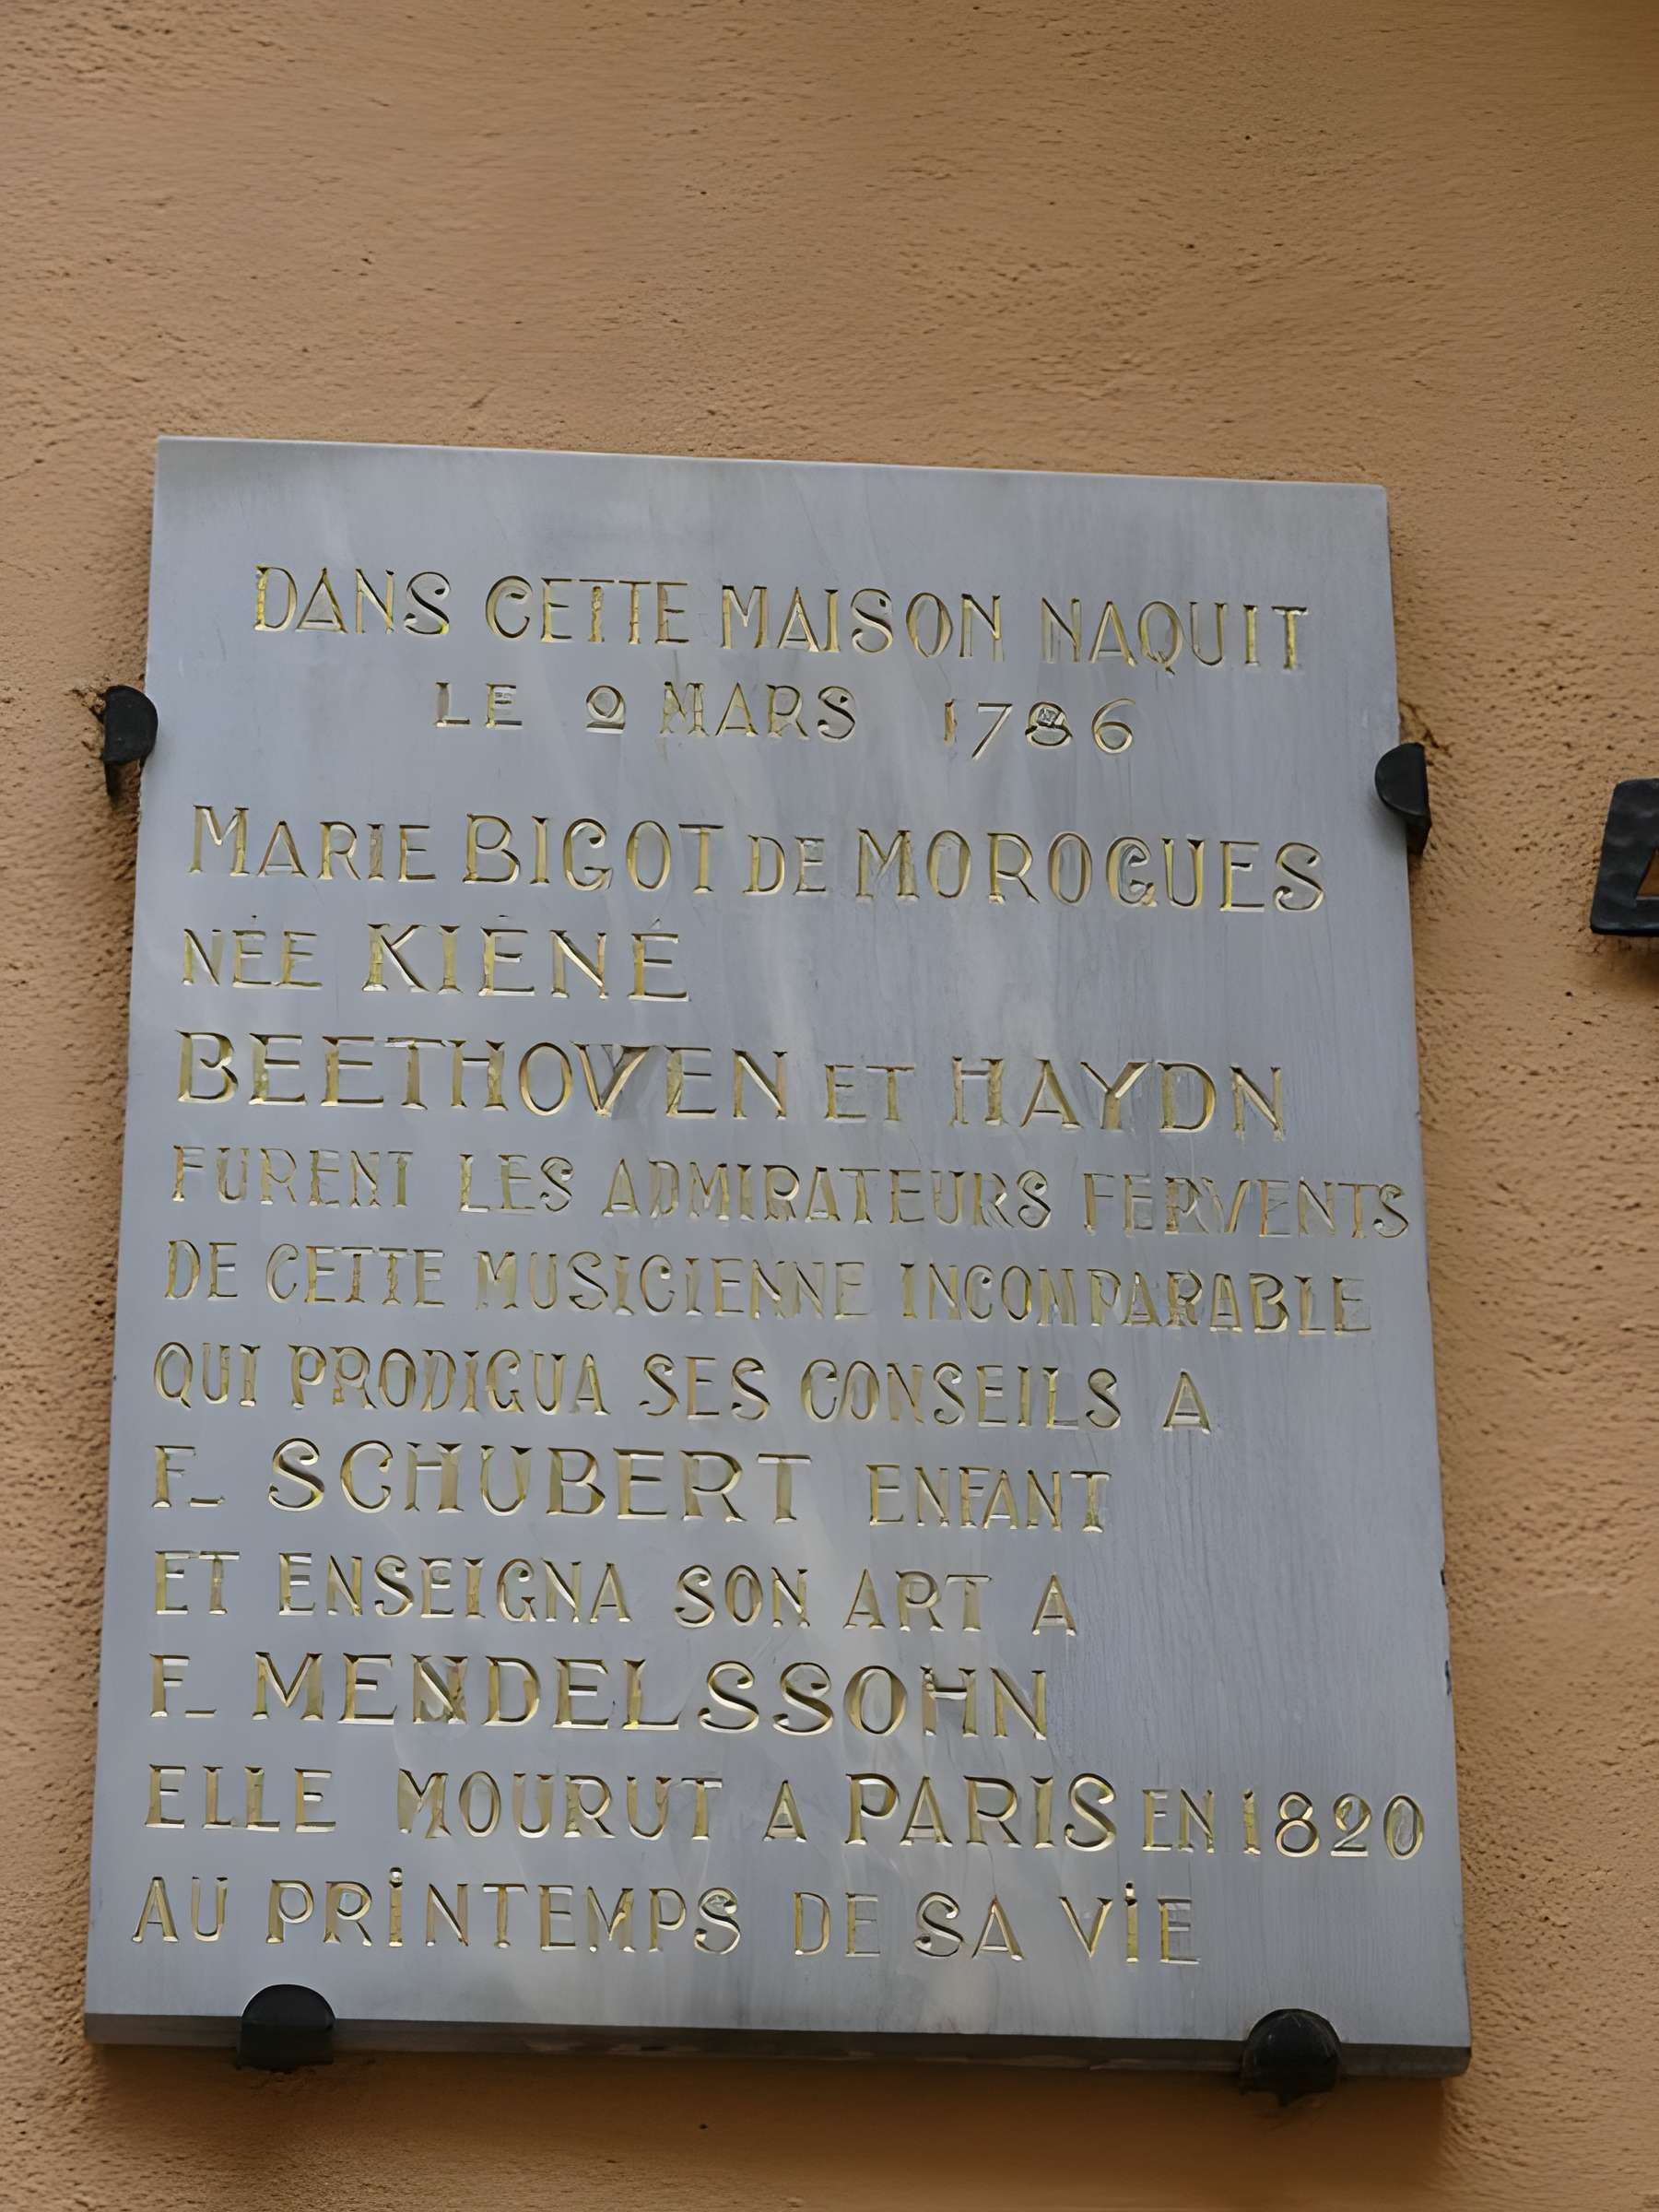 DANS CETTE MAISON NAQUIT
LE 2 MARS 1786
MARIE BIGOT DE MOROGUES
NÉE KIÉNÉ
BEETHOVEN ET HAYDN
FURENT LES ADMIRATEURS FERVENTS
DE CETTE MUSICIENNE INCOMPARABLE
QUI PRODIGUA SES CONSEILS A
F_ SCHUBERT ENFANT
ET ENSEIGNA SON ART A
F_ MENDELSSOHN
ELLE MOURUT A PARIS EN 1820
AU PRINTEMPS DE SA VIE